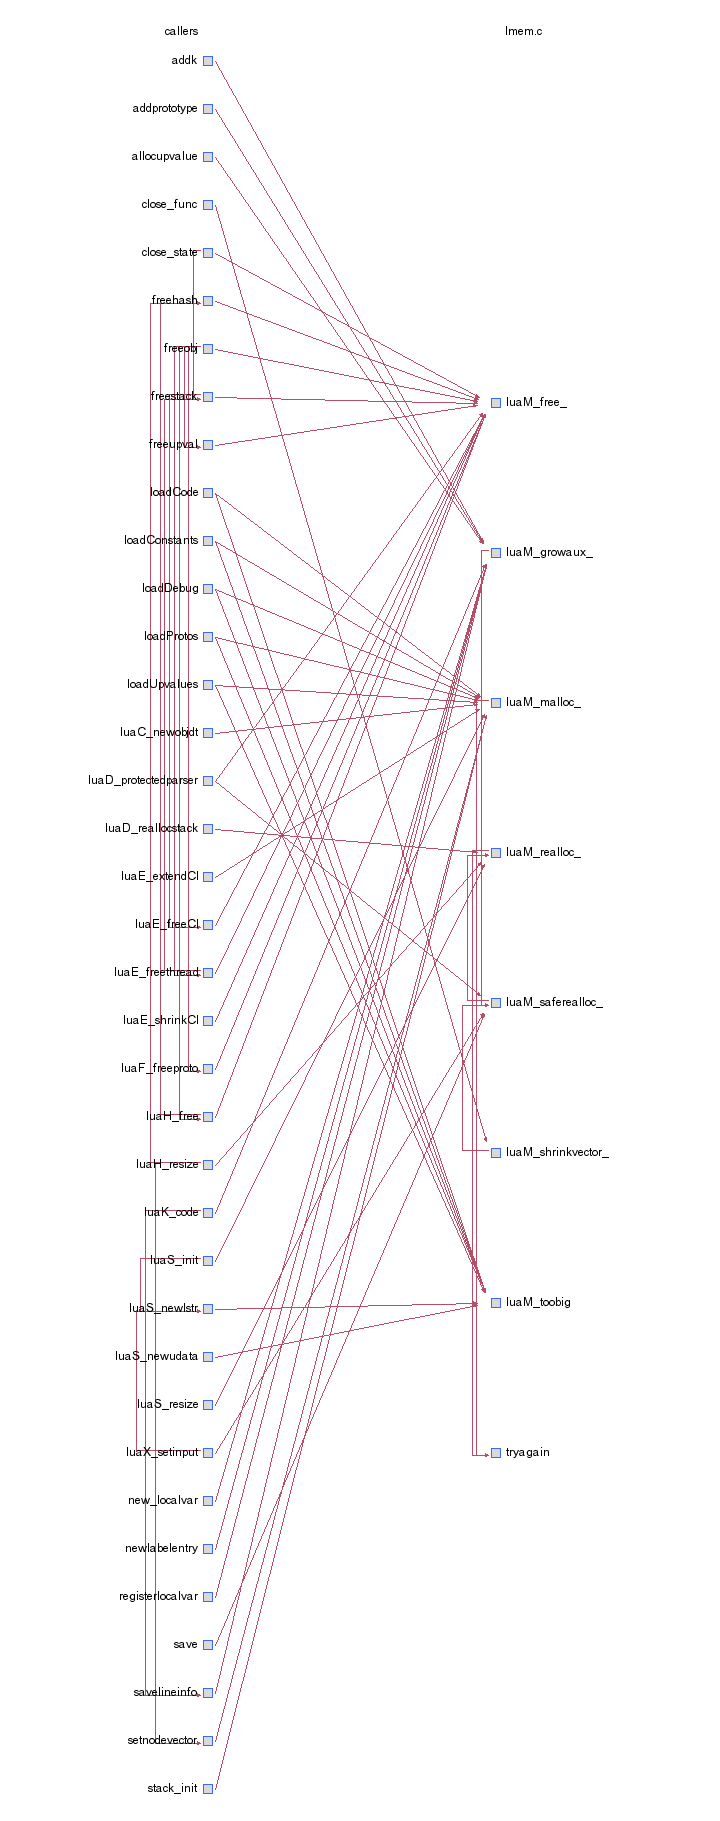 callers
addk
addprototype
allocupvalue
close_func
close_state
freehash
freeobj
freestack
freeupval
loadCode
loadConstants
loadDebug
loadProtos
loadUpvalues
luaC_newobjdt
luaD_protectedparser
luaD_reallocstack
luaE_extendCI
luaE_freeCI
luaE_freethread
luaE_shrinkCI
luaF_freeproto
luaH_free
luaH_resize
luaK_code
luaS_init
luaS_newlstr
luaS_newudata
luaS_resize
luaX_setinput
new_localvar
newlabelentry
registerlocalvar
save
savelineinfo
setnodevector
stack_init
lmem.c
luaM_free_
luaM_growaux_
luaM_malloc_
luaM_realloc_
luaM_saferealloc_
luaM_shrinkvector_
luaM_toobig
tryagain